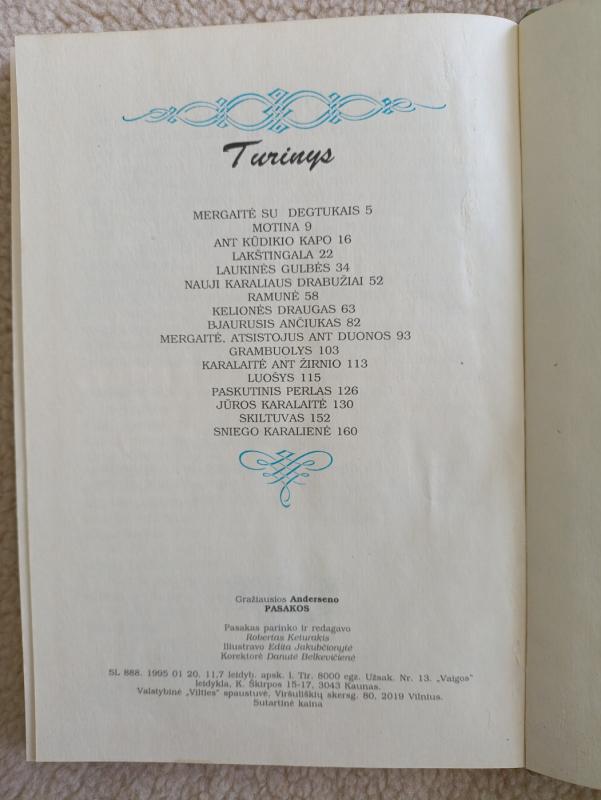 Turinys
MERGAITĖ SU DEGTUKAIS 5
MOTINA 9
ANT KŪDIKIO KAPO 16
LAKŠTINGALA 22
LAUKINĖS GULBĖS 34
NAUJI KARALIAUS DRABUŽIAI 52
RAMUNĖ 58
KELIONĖS DRAUGAS 63
BJAURUSIS ANČIUKAS 82
MERGAITĖ, ATSISTOJUS ANT DUONOS 93
GRAMBUOLYS 103
KARALAITĖ ANT ŽIRNIO 113
LUOŠYS 115
PASKUTINIS PERLAS 126
JŪROS KARALAITĖ 130
SKILTUVAS 152
SNIEGO KARALIENĖ 160
Gražiausios Anderseno
PASAKOS
Pasakas parinko ir redagavo
Robertas Keturakis
Iliustravo Edita Jakubčionytė
Korektorė Danutė Belkevičienė
SL 888. 1995 01 20. 11,7 leidyb. apsk. l. Tir. 8000 egz. Užsak. Nr. 13. „Vaigos"
leidykla, K. Škirpos 15-17, 3043 Kaunas.
Valstybinė „Vilties" spaustuvė, Viršuliškių skersg. 80, 2019 Vilnius.
Sutartinė kaina